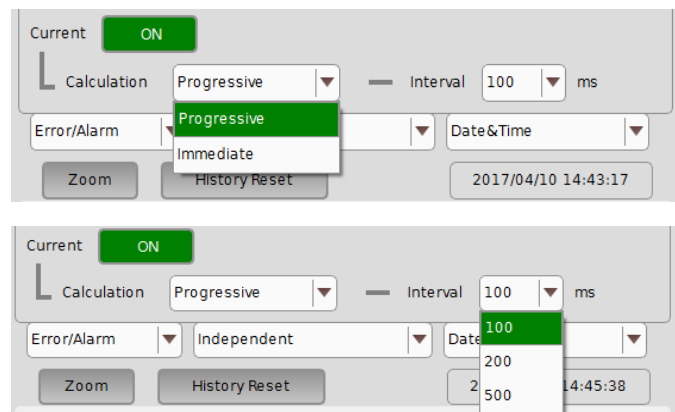 Current ON
Calculation Progressive Interval 100 ms
Progressive
Error/Alarm Date&Time
Immediate
Zoom History Reset 2017/04/10 14:43:17
Current ON
Calculation Progressive Interval 100 ms
100
Error/Alarm Independent Date
200
Zoom History Reset 2 14:45:38
500